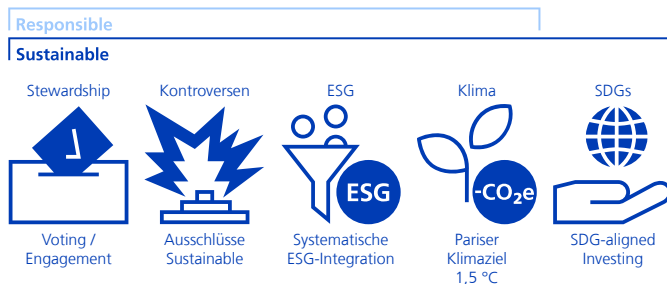 Responsible
Sustainable
Stewardship
Kontroversen
ESG
Klima
SDGs
ESG
-CO₂e
Voting /
Engagement
Ausschlüsse
Sustainable
Systematische
ESG-Integration
Pariser
Klimaziel
1,5 °C
SDG-aligned
Investing